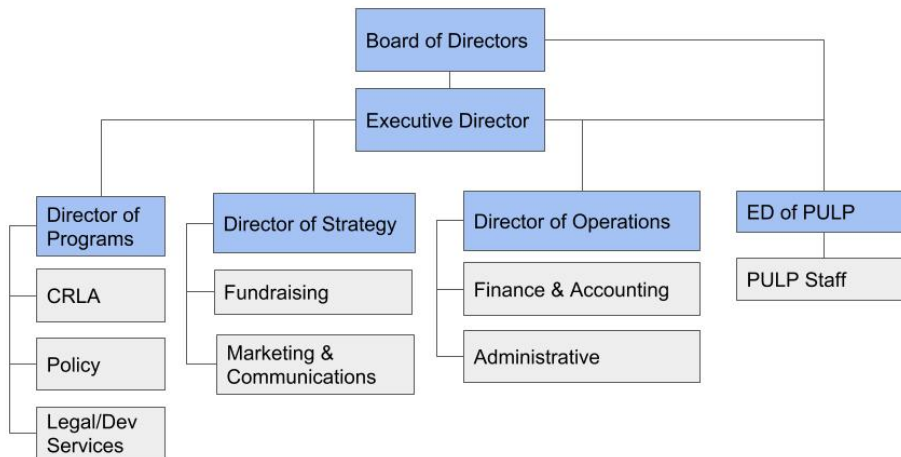 Board of Directors
Executive Director
Director of
Programs
CRLA
Policy
Legal/Dev
Services
Director of Strategy
Fundraising
Marketing &
Communications
Director of Operations
Finance & Accounting
Administrative
ED of PULP
PULP Staff